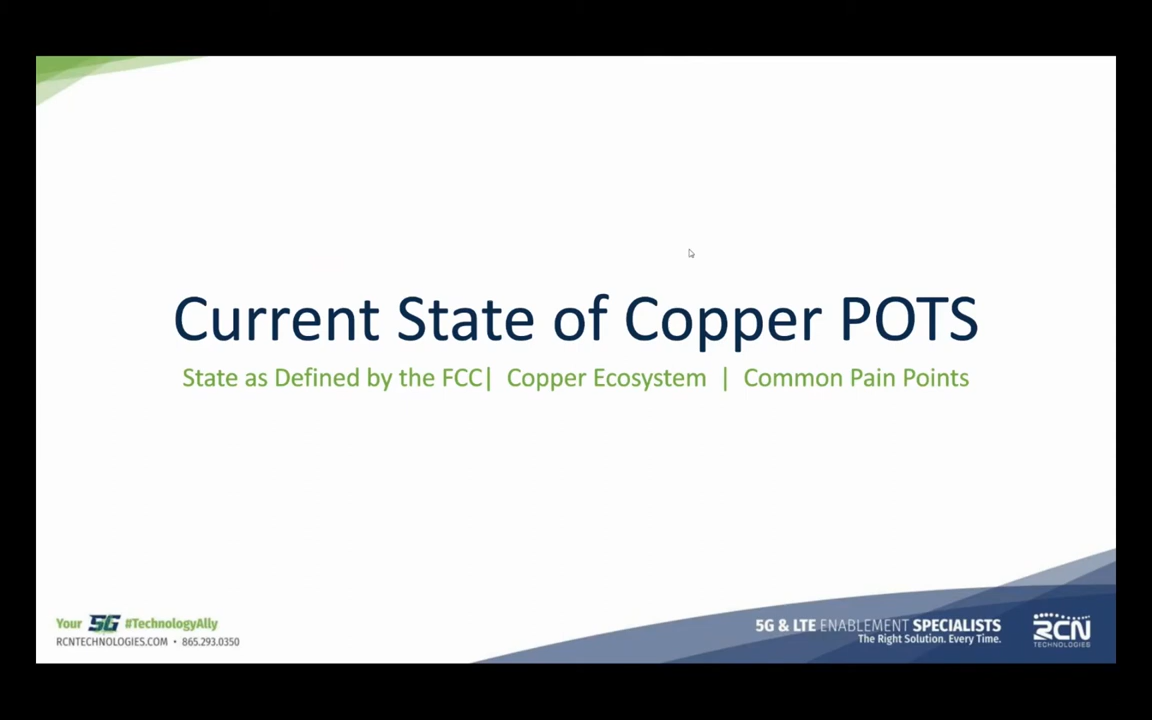 Current State of Copper POTS
State as Defined by the FCC| Copper Ecosystem | Common Pain Points
Your 5G #TechnologyAlly
RCNTECHNOLOGIES.COM • 865.293.0350
5G & LTE ENABLEMENT SPECIALISTS
The Right Solution. Every Time.
RCN
TECHNOLOGIES